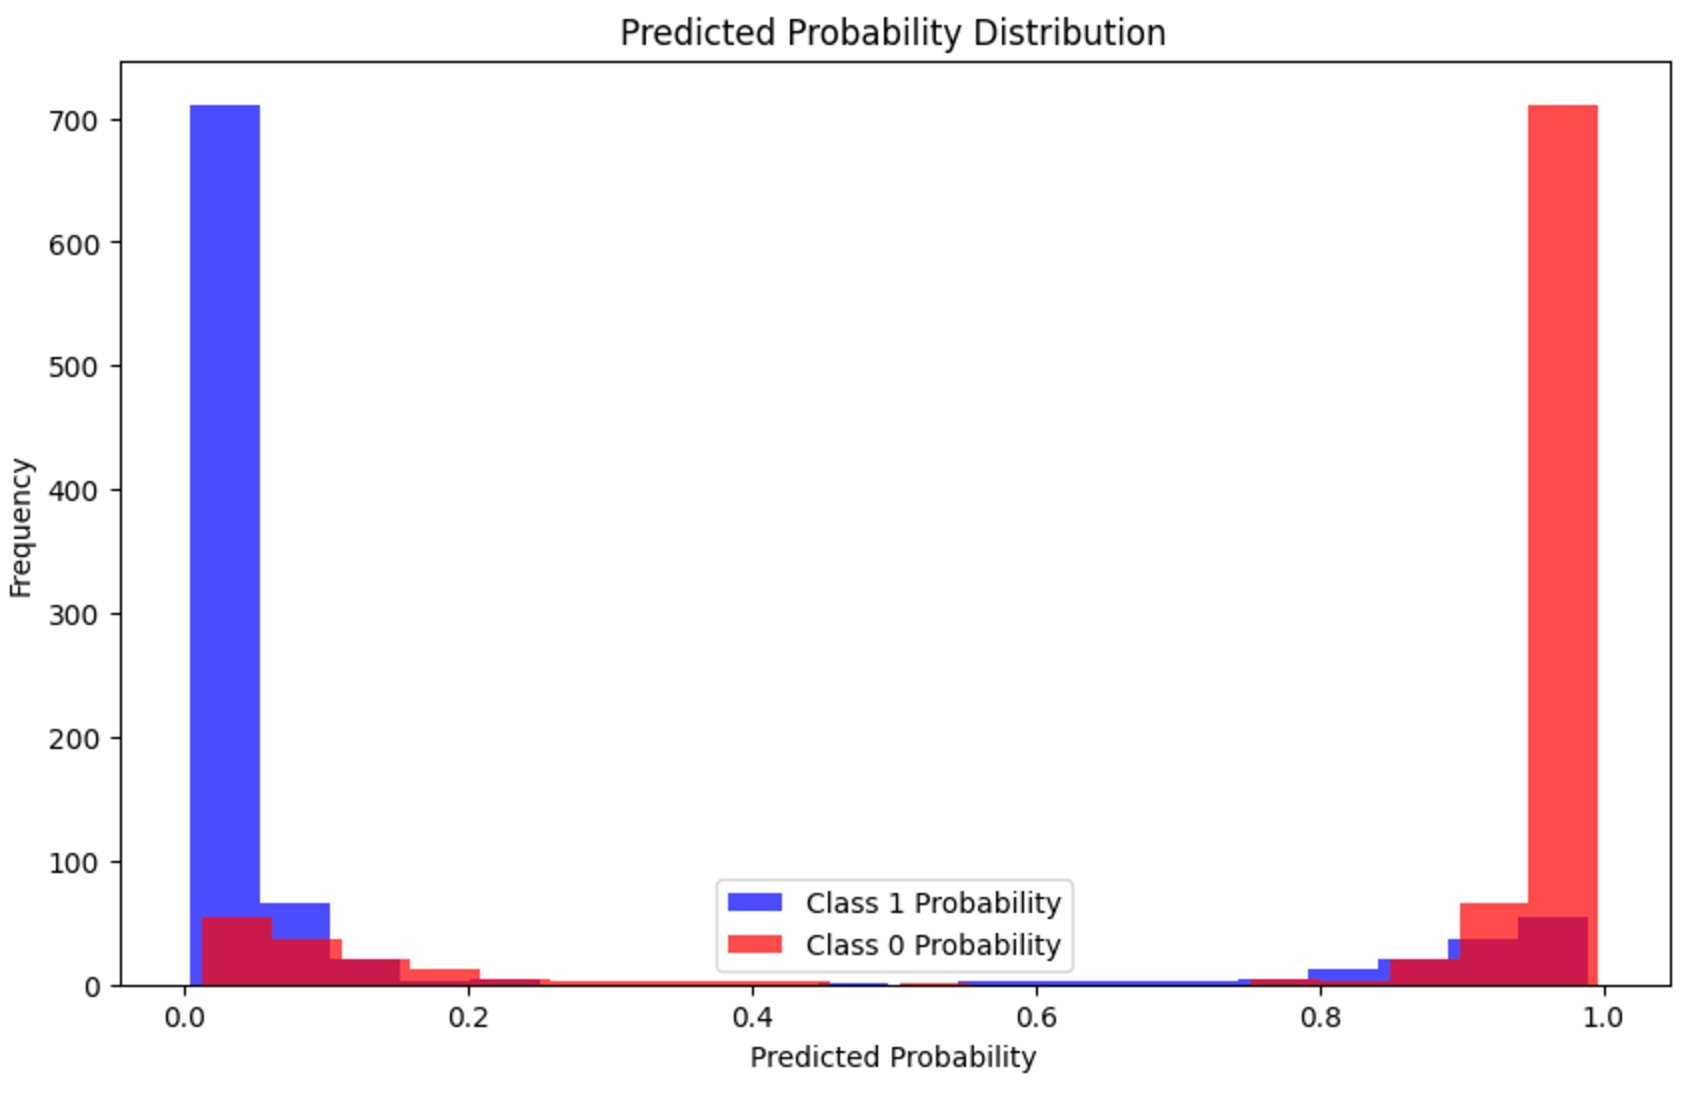 Predicted Probability Distribution
Frequency
700
600
500
400
300
200
100
0
Class 1 Probability
Class 0 Probability
0.0 0.2 0.4 0.6 0.8 1.0
Predicted Probability